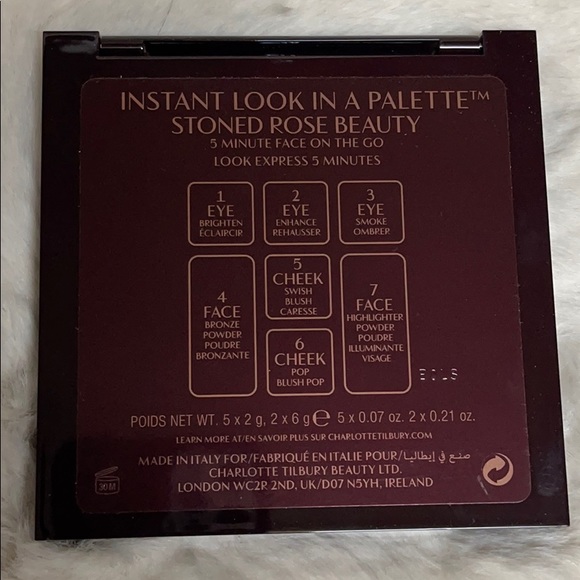 INSTANT LOOK IN A PALETTE™
STONED ROSE BEAUTY
5 MINUTE FACE ON THE GO
LOOK EXPRESS 5 MINUTES
1
EYE
BRIGHTEN
ÉCLAIRCIR
2
EYE
ENHANCE
REHAUSSER
3
EYE
SMOKE
OMBRER
4
FACE
BRONZE
POWDER
POUDRE
BRONZANTE
5
CHEEK
SWISH
BLUSH
CARESSE
6
CHEEK
POP
BLUSH POP
7
FACE
HIGHLIGHTER
POWDER
POUDRE
ILLUMINANTE
VISAGE
POIDS NET WT. 5 x 2 g, 2 x 6 g ℮ 5 x 0.07 oz. 2 x 0.21 oz.
LEARN MORE AT/EN SAVOIR PLUS SUR CHARLOTTETILBURY.COM
MADE IN ITALY FOR/FABRIQUÉ EN ITALIE POUR/صنع في إيطاليا
CHARLOTTE TILBURY BEAUTY LTD.
LONDON WC2R 2ND, UK/D07 N5YH, IRELAND